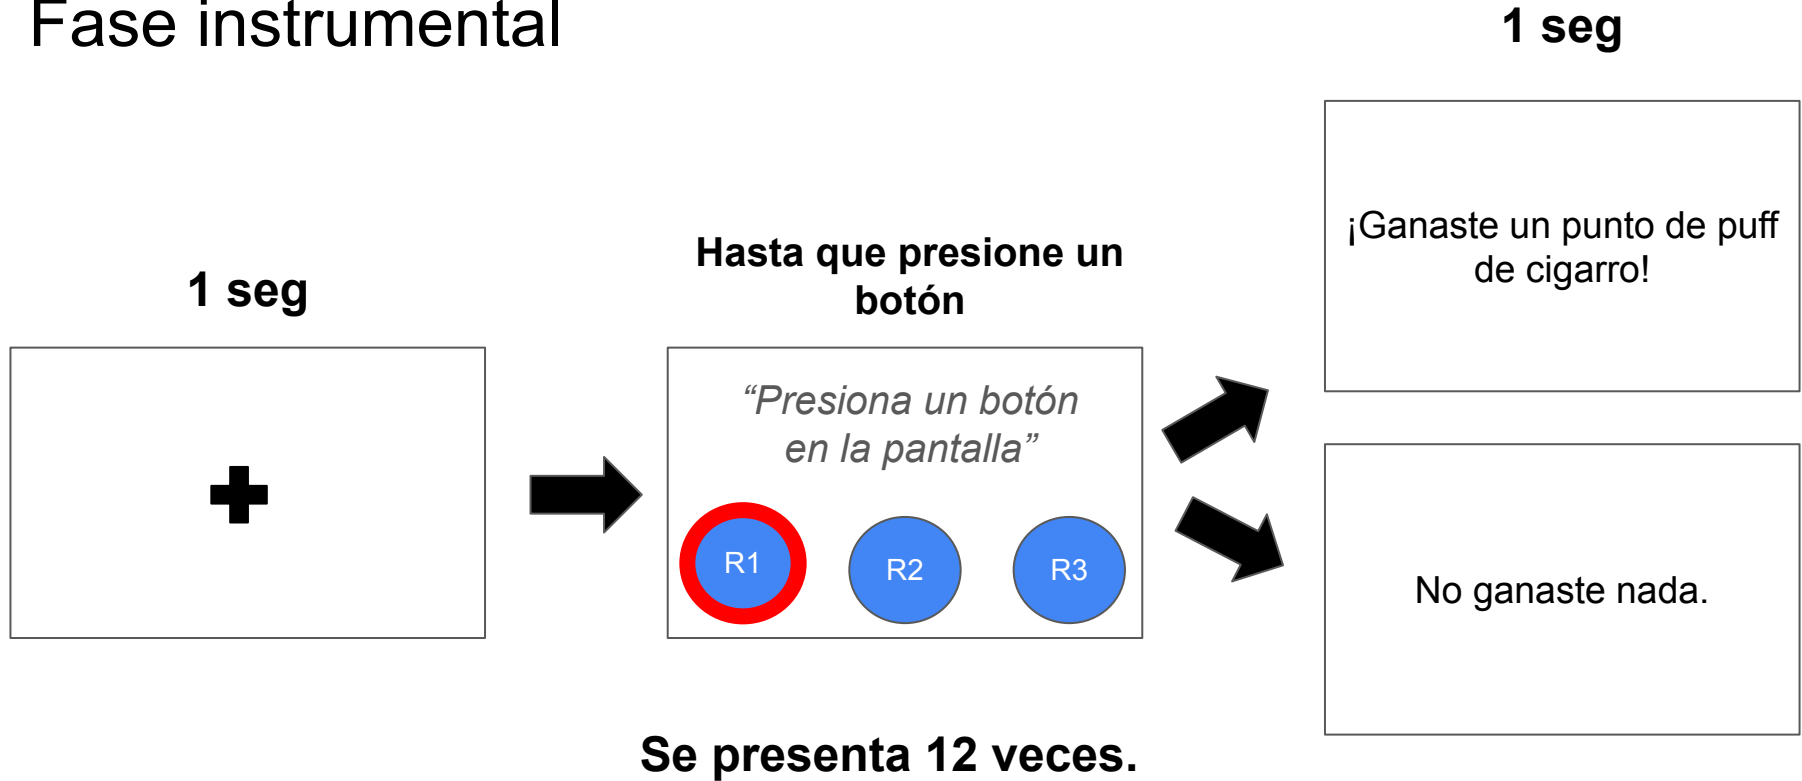 Fase instrumental
1 seg
¡Ganaste un punto de puff
de cigarro!
1 seg
Hasta que presione un
botón
“Presiona un botón
en la pantalla”
R1
R2
R3
No ganaste nada.
Se presenta 12 veces.